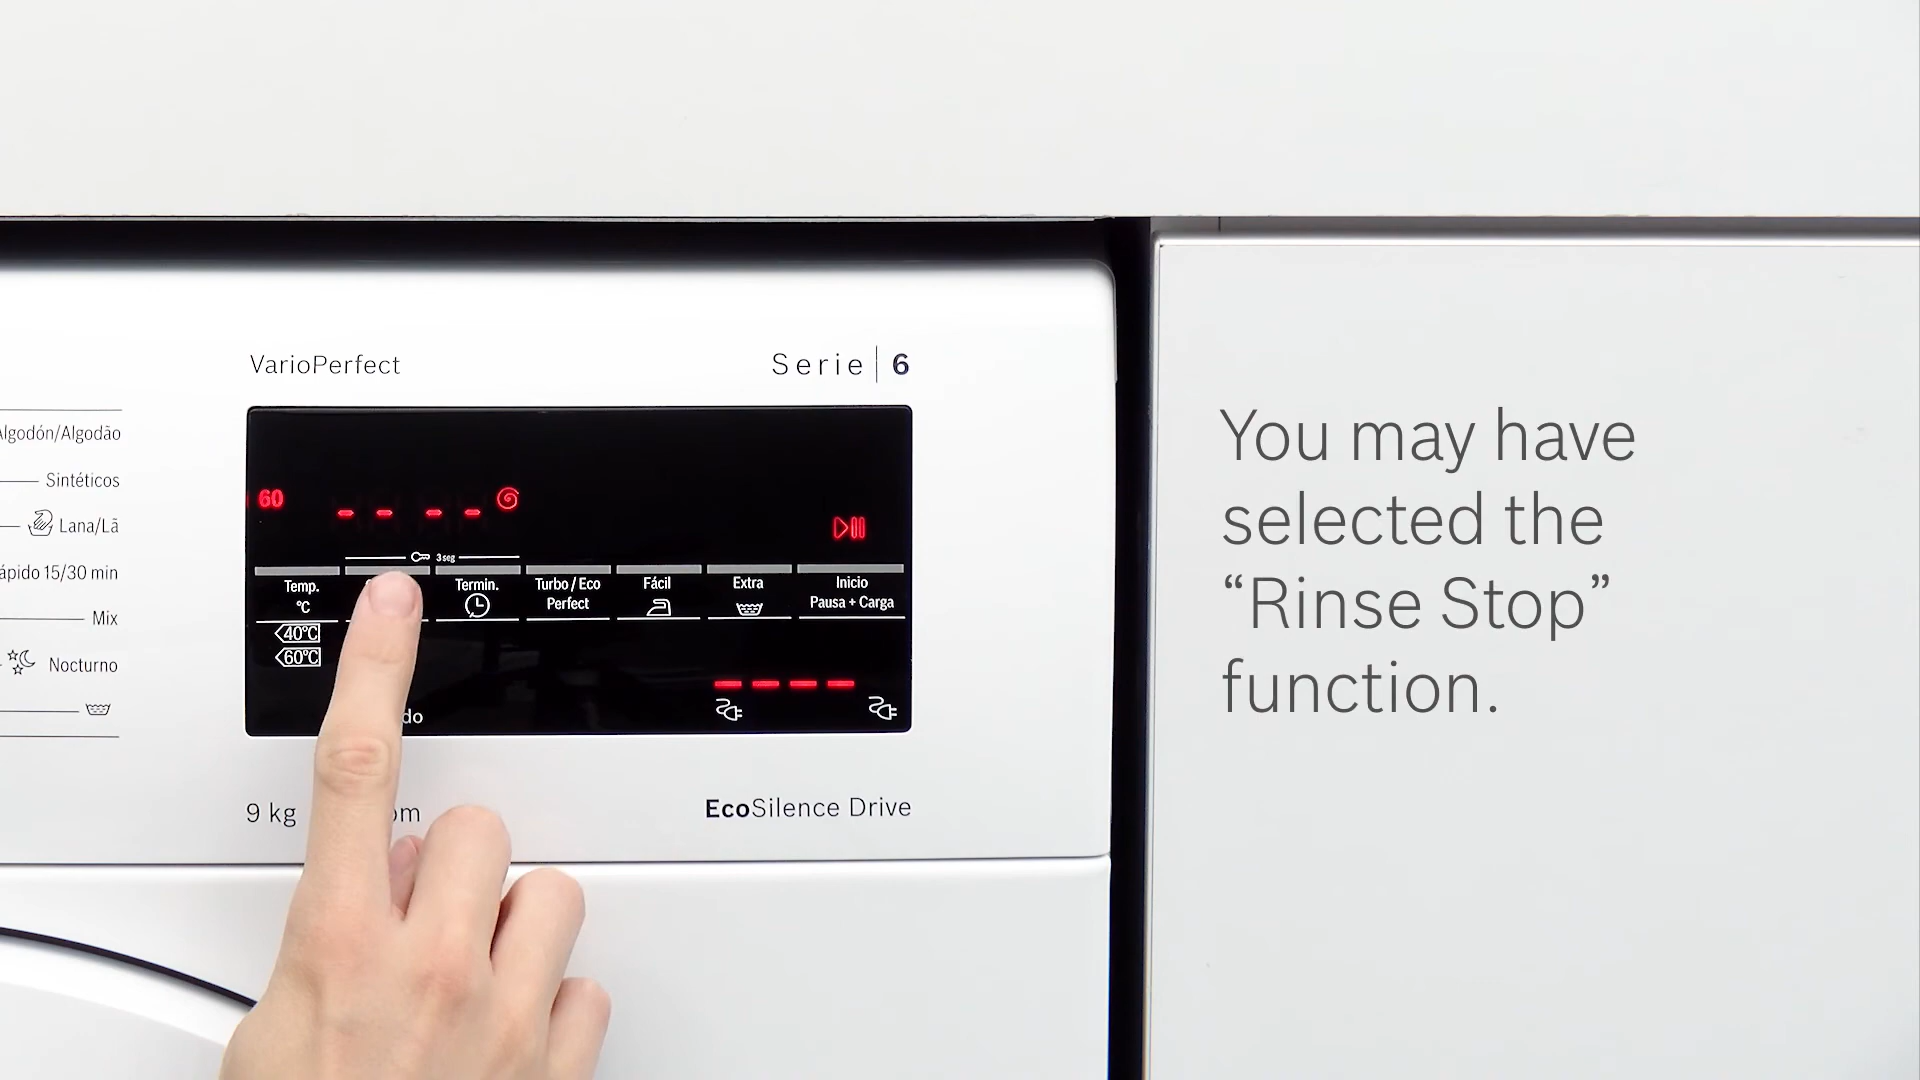 VarioPerfect
Serie 6
Algodón/Algodão
Sintéticos
Lana/Lã
ápido 15/30 min
Mix
Nocturno
60
- - - -
3 seg
Temp.
°C
40°C
60°C
Termin.
Turbo / Eco
Perfect
Fácil
Extra
Inicio
Pausa + Carga
do
9 kg
om
EcoSilence Drive
You may have
selected the
“Rinse Stop”
function.